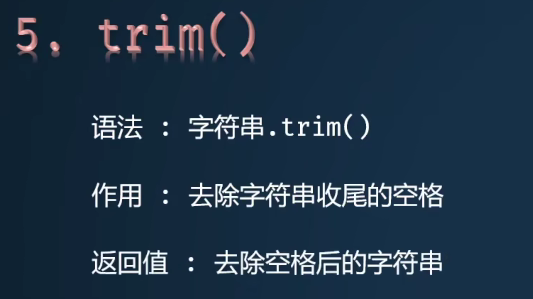 5. trim()
语法 : 字符串.trim()
作用 : 去除字符串收尾的空格
返回值 : 去除空格后的字符串